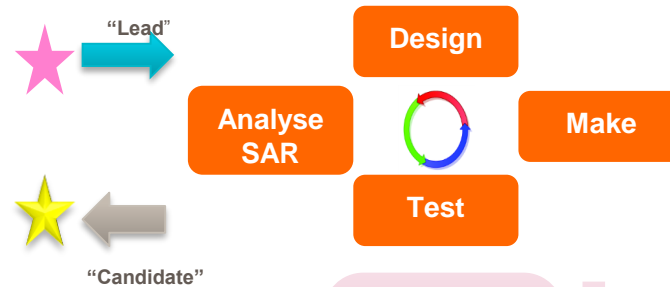 “Lead”
Design
Analyse
SAR
Make
Test
“Candidate”